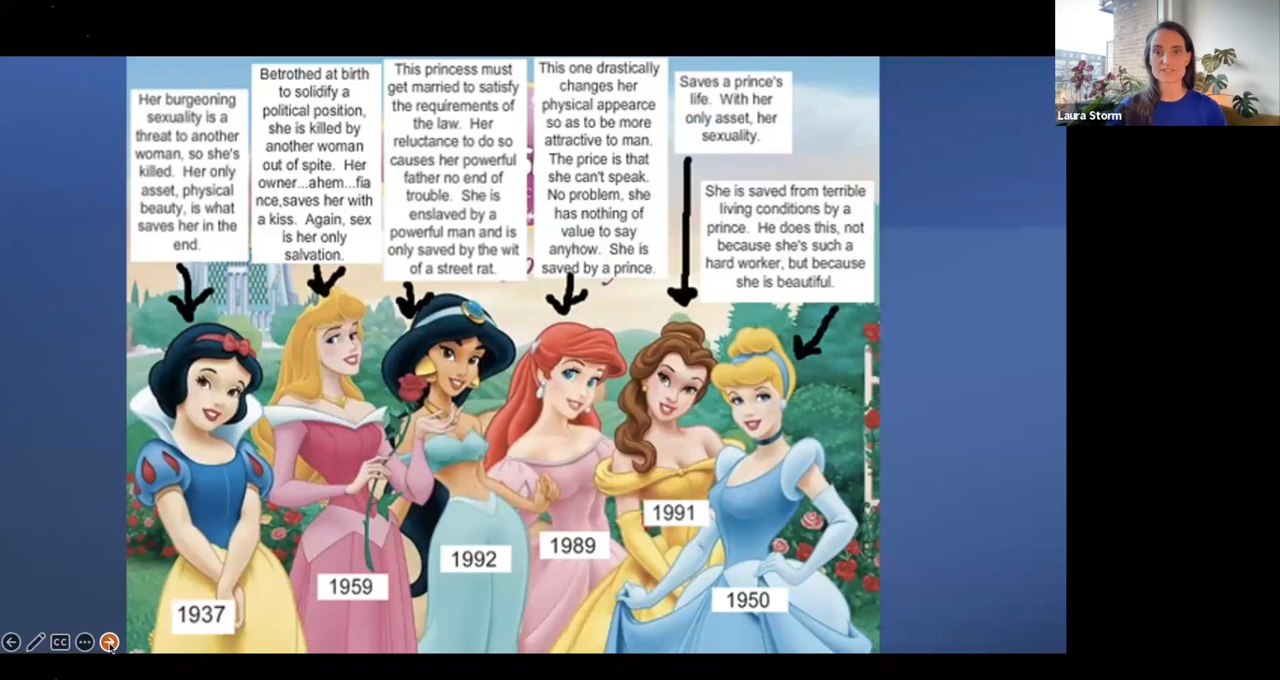 Her burgeoning
sexuality is a
threat to another
woman, so she's
killed. Her only
asset, physical
beauty, is what
saves her in the
end.
Betrothed at birth
to solidify a
political position,
she is killed by
another woman
out of spite. Her
owner...ahem...fia
nce,saves her with
a kiss. Again, sex
is her only
salvation.
This princess must
get married to satisfy
the requirements of
the law. Her
reluctance to do so
causes her powerful
father no end of
trouble. She is
enslaved by a
powerful man and is
only saved by the wit
of a street rat.
This one drastically
changes her
physical appearce
so as to be more
attractive to man.
The price is that
she can't speak.
No problem, she
has nothing of
value to say
anyhow. She is
saved by a prince.
Saves a prince's
life. With her
only asset, her
sexuality.
She is saved from terrible
living conditions by a
prince. He does this, not
because she's such a
hard worker, but because
she is beautiful.
1937
1959
1992
1989
1991
1950
Laura Storm
CC